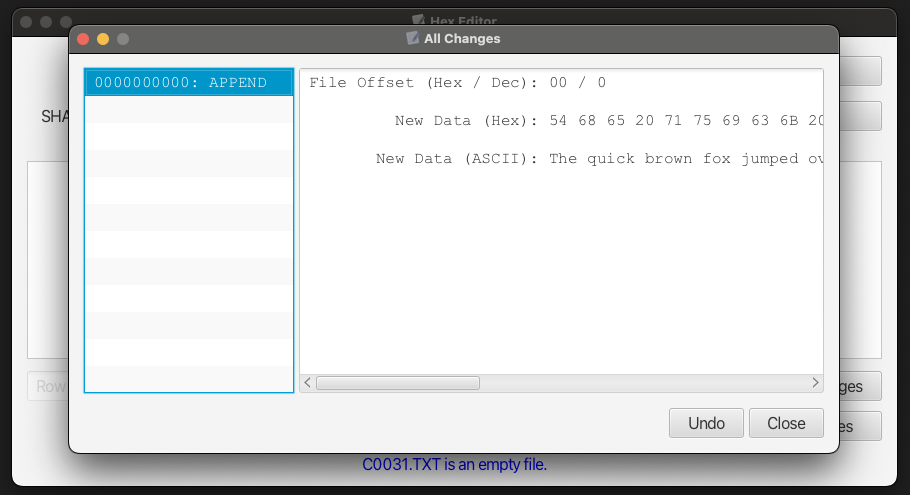 Hex Editor
All Changes
0000000000: APPEND
File Offset (Hex / Dec): 00 / 0
New Data (Hex): 54 68 65 20 71 75 69 63 6B 20
New Data (ASCII): The quick brown fox jumped ov
SHA
Row
ges
es
Undo
Close
C0031.TXT is an empty file.